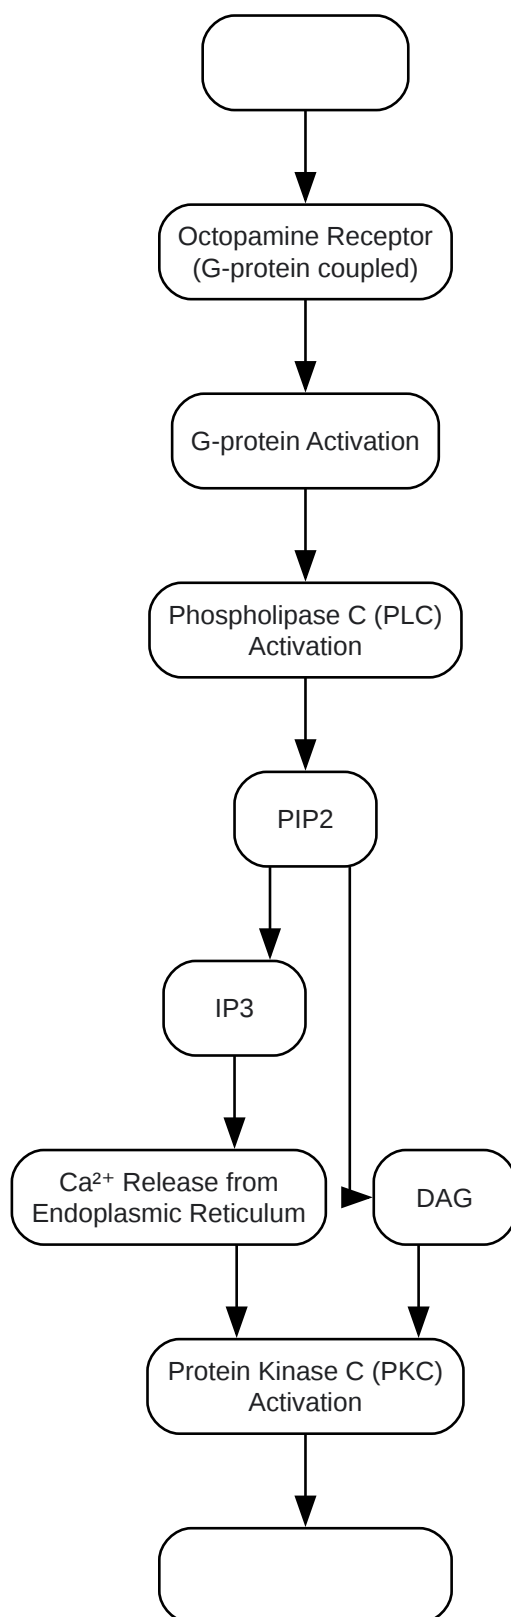 Octopamine Receptor
(G-protein coupled)
G-protein Activation
Phospholipase C (PLC)
Activation
PIP2
IP3
Ca²⁺ Release from
Endoplasmic Reticulum
DAG
Protein Kinase C (PKC)
Activation